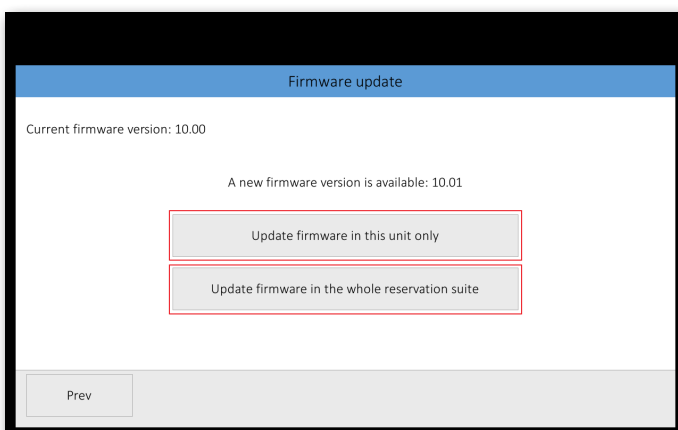 Firmware update
Current firmware version: 10.00
A new firmware version is available: 10.01
Update firmware in this unit only
Update firmware in the whole reservation suite
Prev